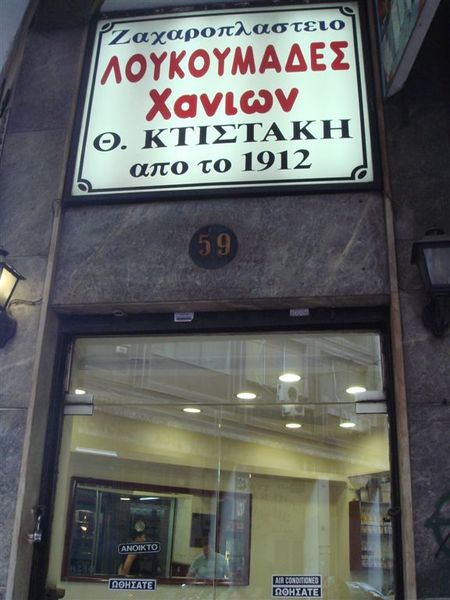 Ζαχαροπλαστειο
ΛΟΥΚΟΥΜΑΔΕΣ
Χανιων
Θ. ΚΤΙΣΤΑΚΗ
απο το 1912
59
ΑΝΟΙΚΤΟ
ΩΘΗΣΑΤΕ
AIR CONDITIONED
ΩΘΗΣΑΤΕ